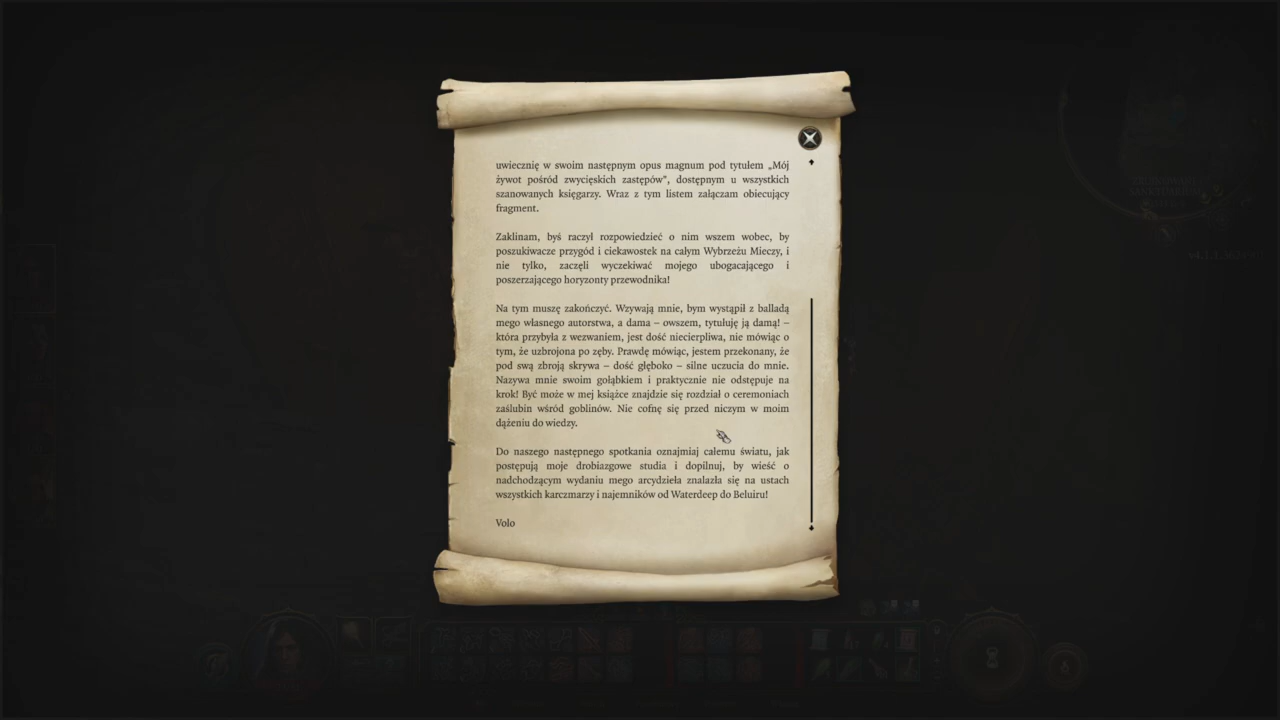 uwiecznię w swoim następnym opus magnum pod tytułem „Mój
żywot pośród zwycięskich zastępów”, dostępnym u wszystkich
szanowanych księgarzy. Wraz z tym listem załączam obiecujący
fragment.
Zaklinam, byś raczył rozpowiedzieć o nim wszem wobec, by
poszukiwacze przygód i ciekawostek na całym Wybrzeżu Mieczy, i
nie tylko, zaczęli wyczekiwać mojego ubogacającego i
poszerzającego horyzonty przewodnika!
Na tym muszę zakończyć. Wzywają mnie, bym wystąpił z balladą
mego własnego autorstwa, a dama – owszem, tytułuję ją damą! –
która przybyła z wezwaniem, jest dość niecierpliwa, nie mówiąc o
tym, że uzbrojona po zęby. Prawdę mówiąc, jestem przekonany, że
pod swą zbroją skrywa – dość głęboko – silne uczucia do mnie.
Nazywa mnie swoim gołąbkiem i praktycznie nie odstępuje na
krok! Być może w mej książce znajdzie się rozdział o ceremoniach
zaślubin wśród goblinów. Nie cofnę się przed niczym w moim
dążeniu do wiedzy.
Do naszego następnego spotkania oznajmiaj całemu światu, jak
postępują moje drobiazgowe studia i dopilnuj, by wieść o
nadchodzącym wydaniu mego arcydzieła znalazła się na ustach
wszystkich karczmarzy i najemników od Waterdeep do Beluiru!
Volo